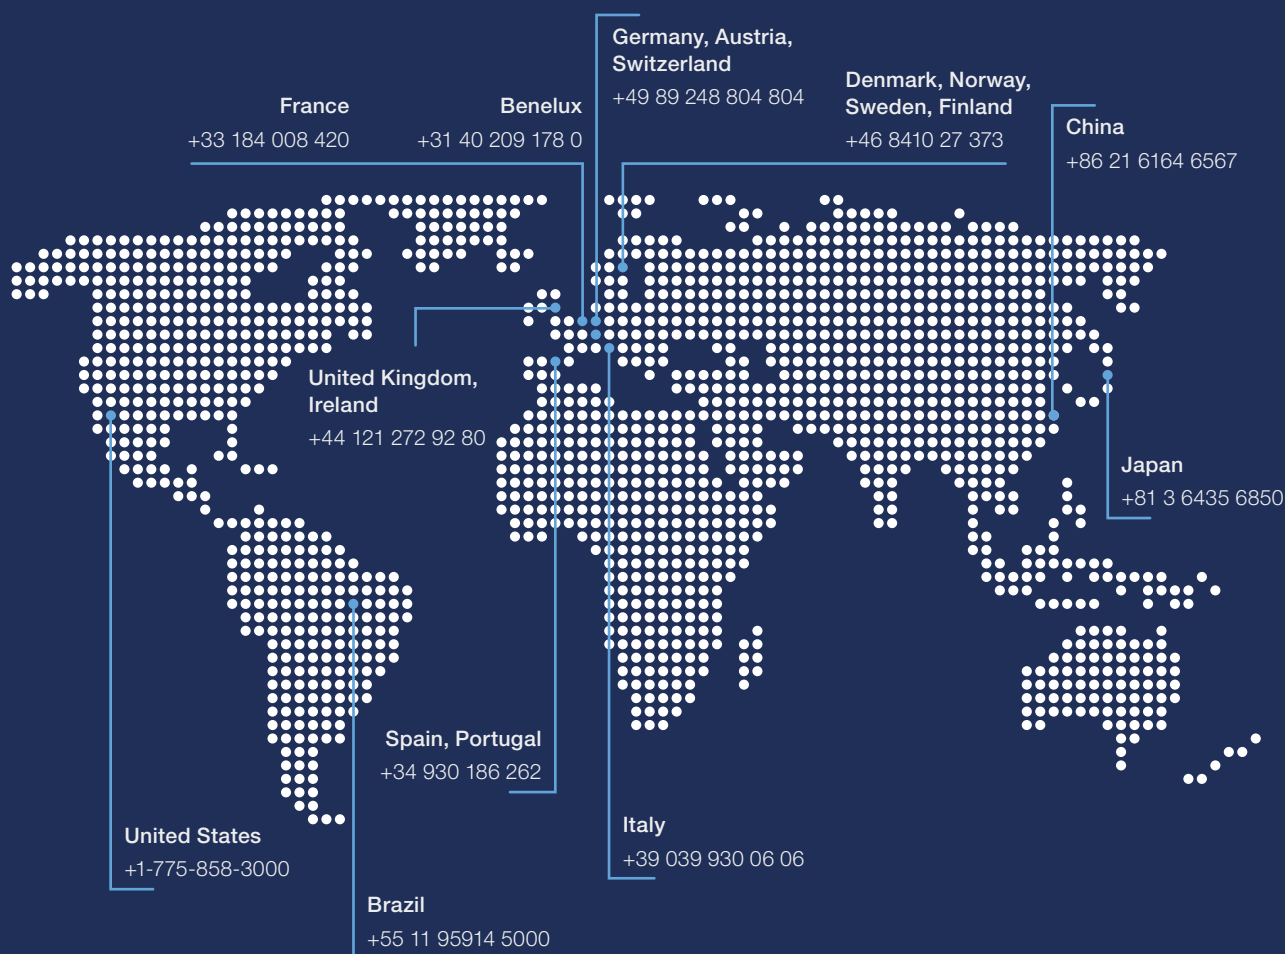 Germany, Austria,
Switzerland
+49 89 248 804 804
Denmark, Norway,
Sweden, Finland
+46 8410 27 373
France
+33 184 008 420
Benelux
+31 40 209 178 0
China
+86 21 6164 6567
United Kingdom,
Ireland
+44 121 272 92 80
Japan
+81 3 6435 6850
Spain, Portugal
+34 930 186 262
Italy
+39 039 930 06 06
United States
+1-775-858-3000
Brazil
+55 11 95914 5000